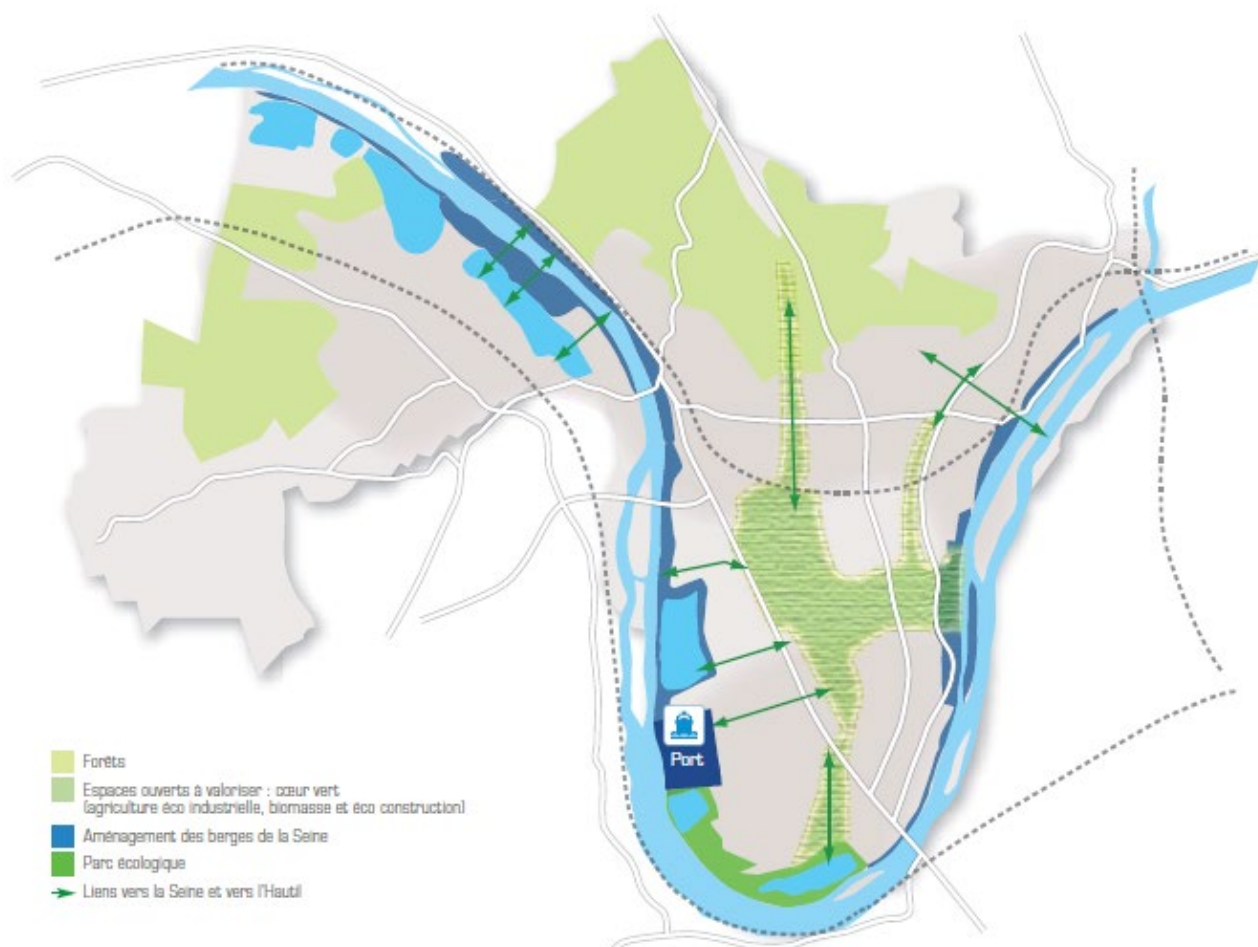 Port
Forêts
Espaces ouverts à valoriser : cœur vert
(agriculture éco industrielle, biomasse et éco construction)
Aménagement des berges de la Seine
Parc écologique
Liens vers la Seine et vers l'Hautil